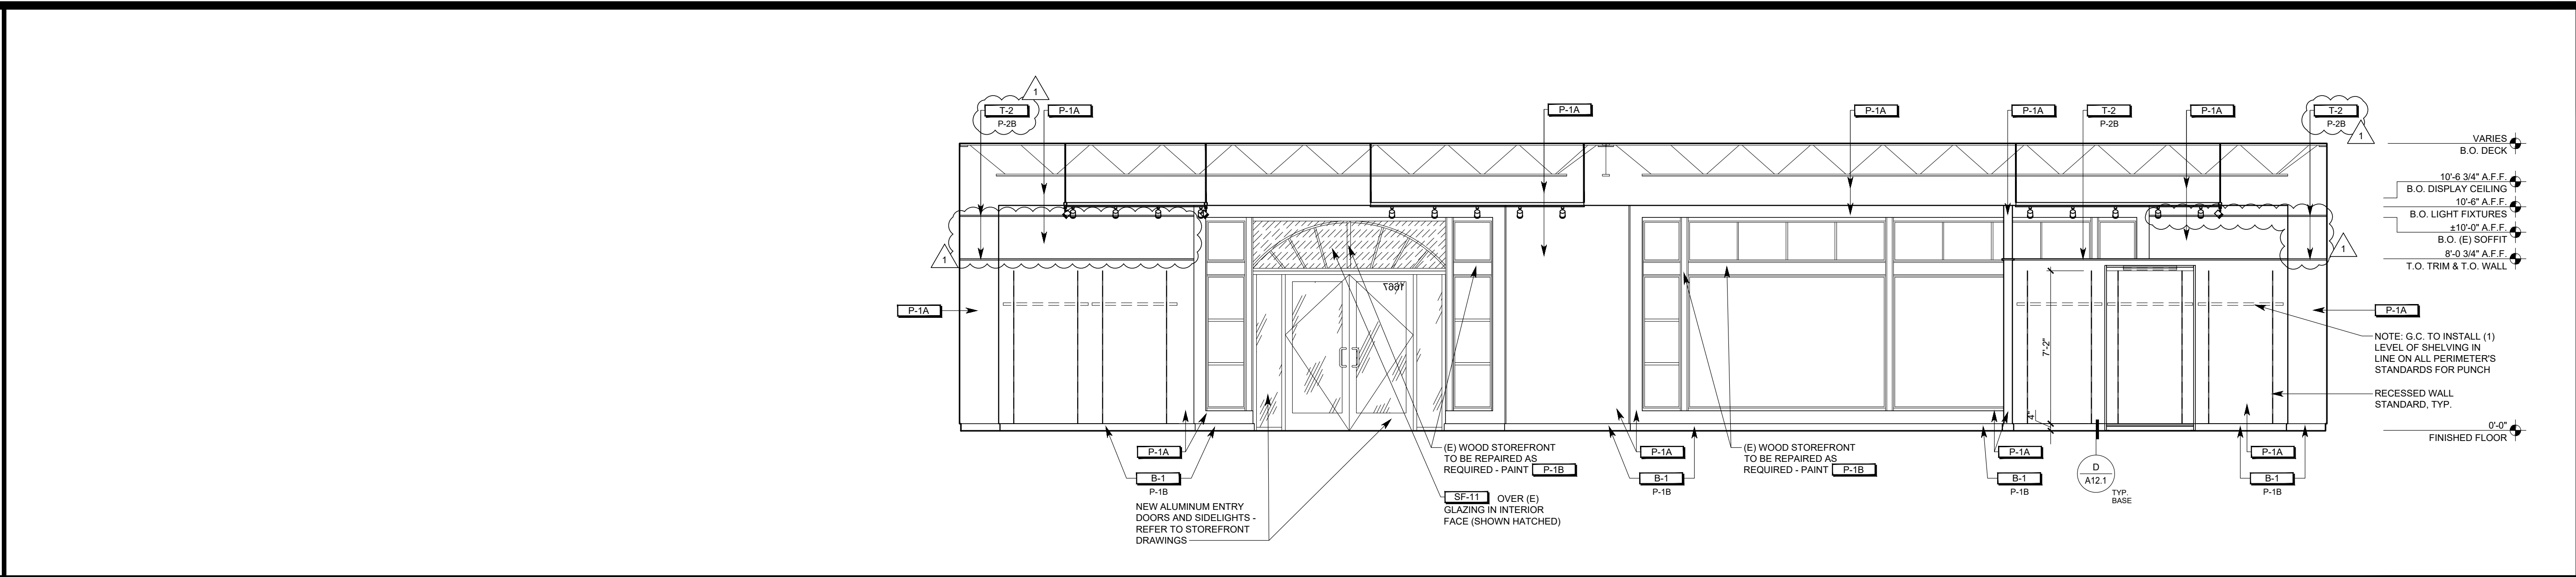 1
T-2
P-2B
P-1A
P-1A
P-1A
P-1A
T-2
P-2B
P-1A
T-2
P-2B
1
VARIES
B.O. DECK
10'-6 3/4" A.F.F.
B.O. DISPLAY CEILING
10'-6" A.F.F.
B.O. LIGHT FIXTURES
±10'-0" A.F.F.
B.O. (E) SOFFIT
8'-0 3/4" A.F.F.
T.O. TRIM & T.O. WALL
0'-0"
FINISHED FLOOR
1
1
1667
P-1A
P-1A
7'-2"
4"
NOTE: G.C. TO INSTALL (1)
LEVEL OF SHELVING IN
LINE ON ALL PERIMETER'S
STANDARDS FOR PUNCH
RECESSED WALL
STANDARD, TYP.
P-1A
B-1
P-1B
NEW ALUMINUM ENTRY
DOORS AND SIDELIGHTS -
REFER TO STOREFRONT
DRAWINGS
(E) WOOD STOREFRONT
TO BE REPAIRED AS
REQUIRED - PAINT P-1B
SF-11 OVER (E)
GLAZING IN INTERIOR
FACE (SHOWN HATCHED)
P-1A
B-1
P-1B
(E) WOOD STOREFRONT
TO BE REPAIRED AS
REQUIRED - PAINT P-1B
P-1A
B-1
P-1B
D
A12.1
TYP.
BASE
P-1A
B-1
P-1B